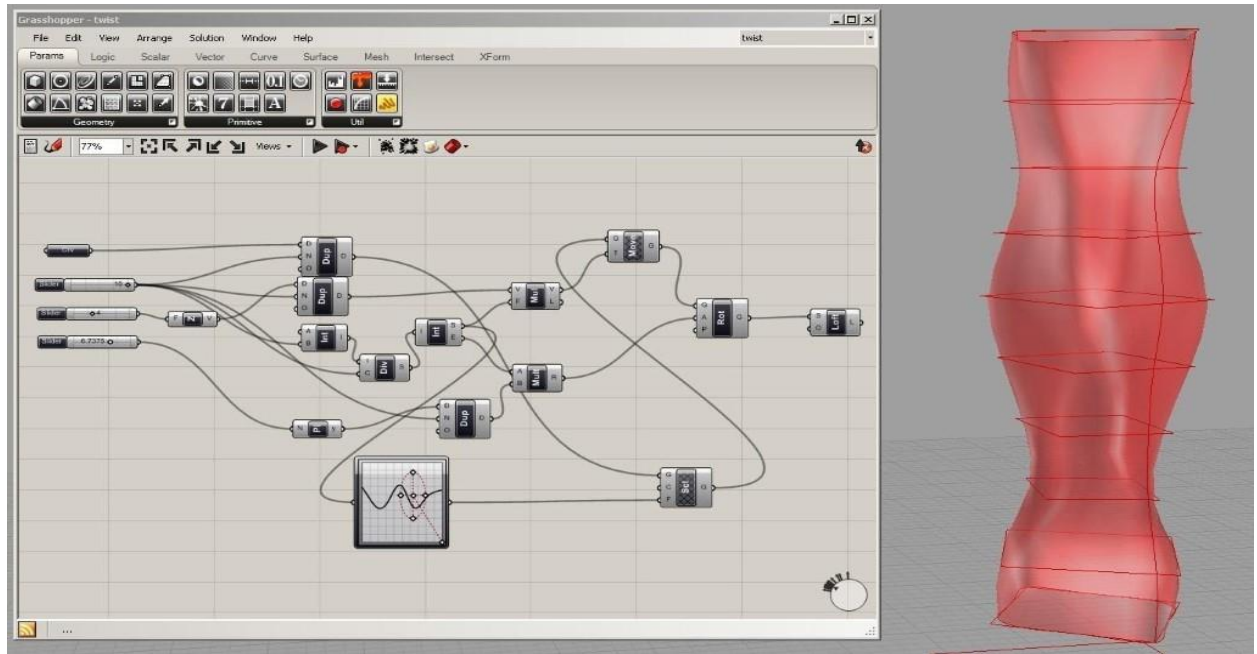 Grasshopper - twist
File Edit View Arrange Solution Window Help twist
Params Logic Scalar Vector Curve Surface Mesh Intersect XForm
Geometry Primitive Util
77% Views
D N O Dup D
Slider 10
D N O Dup D
Slider 4
F Z V
Slider 6.7375
A B Int I
I C Div S
I Int S E
V F Mul V L
G T Mov G
A B Mult R
G A P Rot G
S O Loft L
N P y
D N O Dup D
G C F Scl G
...